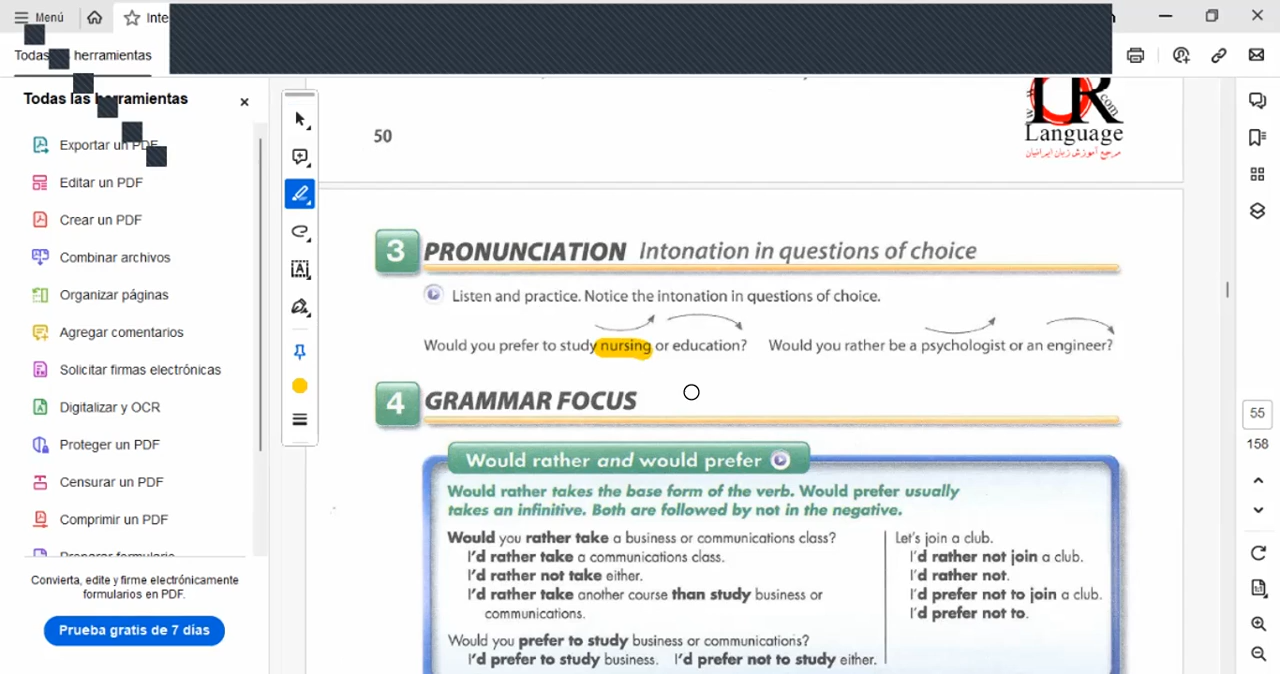 Menú
Inte
Todas herramientas
Todas las herramientas
Exportar un PDF
Editar un PDF
Crear un PDF
Combinar archivos
Organizar páginas
Agregar comentarios
Solicitar firmas electrónicas
Digitalizar y OCR
Proteger un PDF
Censurar un PDF
Comprimir un PDF
Preparar formulario
Convierta, edite y firme electrónicamente
formularios en PDF.
Prueba gratis de 7 días
50
Language
مرجع آموزش زبان ایرانیان
3 PRONUNCIATION Intonation in questions of choice
Listen and practice. Notice the intonation in questions of choice.
Would you prefer to study nursing or education? Would you rather be a psychologist or an engineer?
4 GRAMMAR FOCUS
Would rather and would prefer
Would rather takes the base form of the verb. Would prefer usually
takes an infinitive. Both are followed by not in the negative.
Would you rather take a business or communications class?
I'd rather take a communications class.
I'd rather not take either.
I'd rather take another course than study business or
communications.
Would you prefer to study business or communications?
I'd prefer to study business. I'd prefer not to study either.
Let's join a club.
I'd rather not join a club.
I'd rather not.
I'd prefer not to join a club.
I'd prefer not to.
55
158